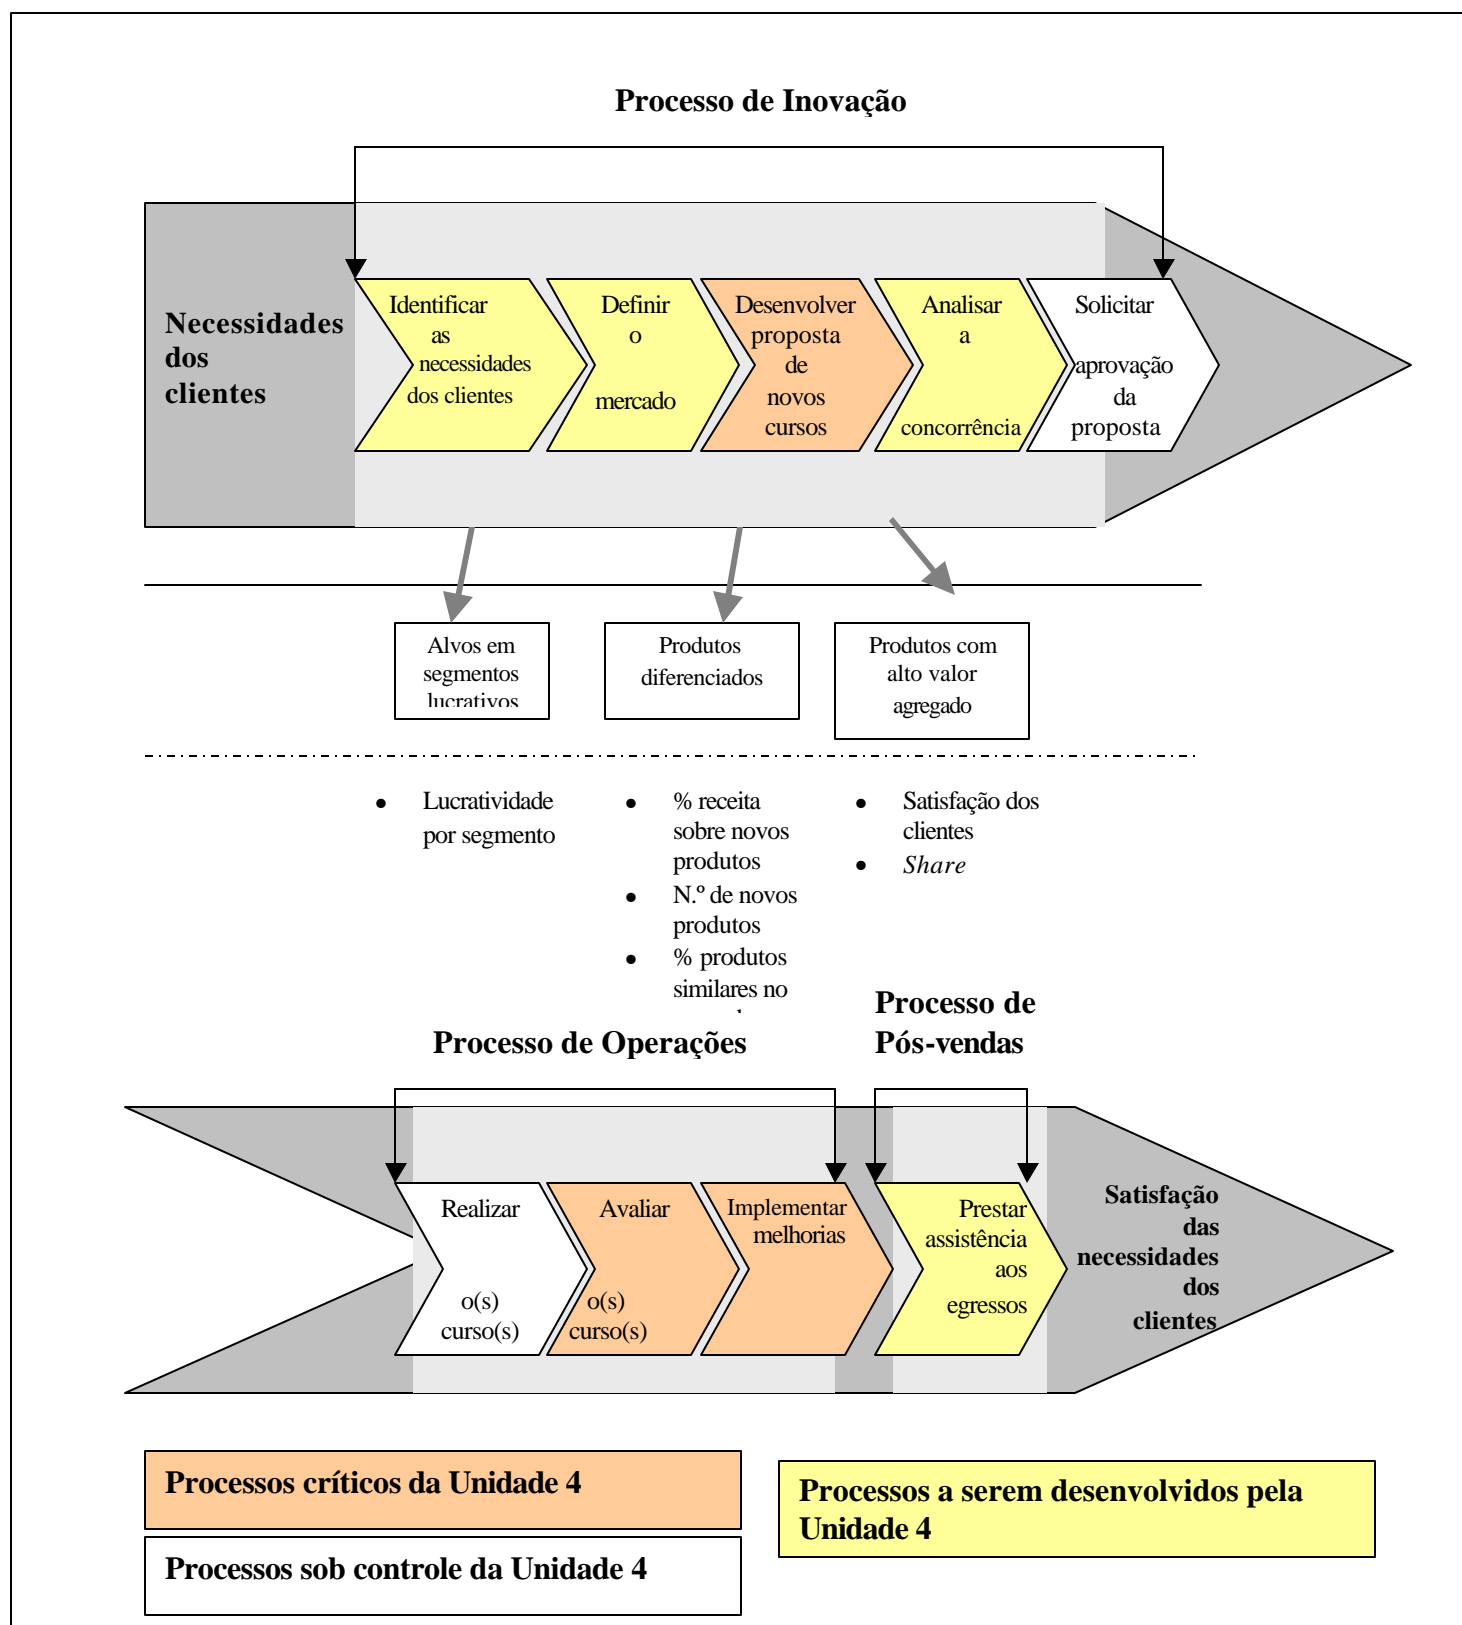 Processo de Inovação
Necessidades
dos
clientes
Identificar
as
necessidades
dos clientes
Definir
o
mercado
Desenvolver
proposta
de
novos
cursos
Analisar
a
concorrência
Solicitar
aprovação
da
proposta
Alvos em
segmentos
lucrativos
Produtos
diferenciados
Produtos com
alto valor
agregado
● Lucratividade
por segmento
● % receita
sobre novos
produtos
● N.º de novos
produtos
● % produtos
similares no
● Satisfação dos
clientes
● Share
Processo de Operações
Processo de
Pós-vendas
Realizar
o(s)
curso(s)
Avaliar
o(s)
curso(s)
Implementar
melhorias
Prestar
assistência
aos
egressos
Satisfação
das
necessidades
dos
clientes
Processos críticos da Unidade 4
Processos sob controle da Unidade 4
Processos a serem desenvolvidos pela
Unidade 4